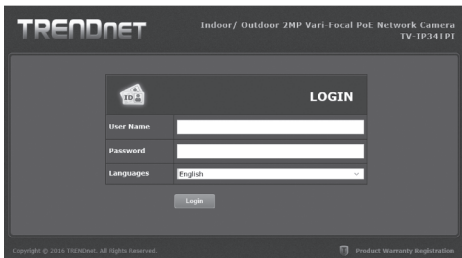 TRENDNET
Indoor/ Outdoor 2MP Vari-Focal PoE Network Camera
TV-IP341PI
ID
LOGIN
User Name
Password
Languages
English
Login
Copyright © 2016 TRENDnet. All Rights Reserved.
Product Warranty Registration